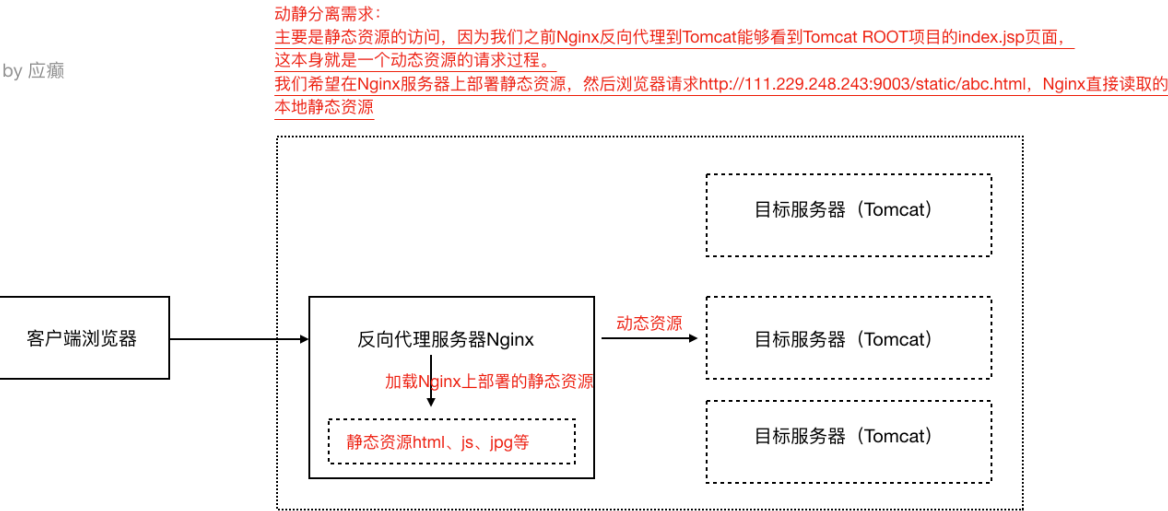 动静分离需求：
主要是静态资源的访问，因为我们之前Nginx反向代理到Tomcat能够看到Tomcat ROOT项目的index.jsp页面，
这本身就是一个动态资源的请求过程。
by 应癫
我们希望在Nginx服务器上部署静态资源，然后浏览器请求http://111.229.248.243:9003/static/abc.html，Nginx直接读取的
本地静态资源
目标服务器（Tomcat）
客户端浏览器
反向代理服务器Nginx
动态资源
目标服务器（Tomcat）
加载Nginx上部署的静态资源
静态资源html、js、jpg等
目标服务器（Tomcat）